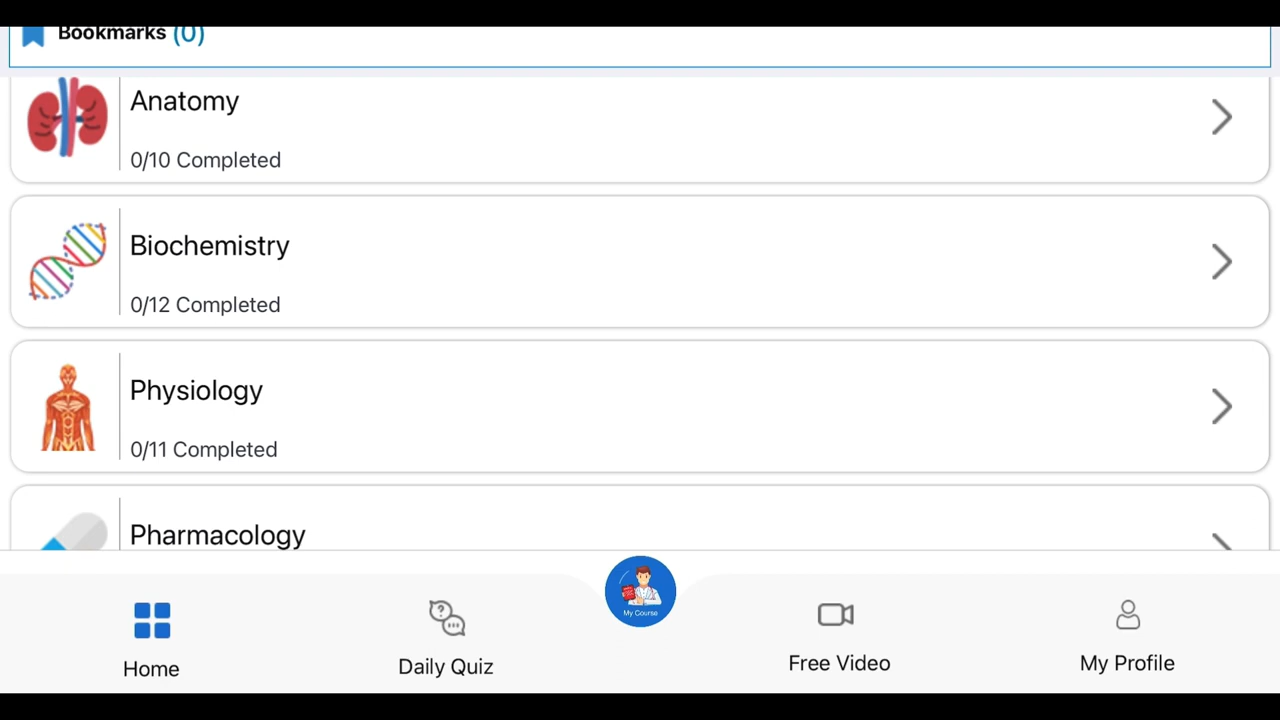 Bookmarks (0)
Anatomy
0/10 Completed
Biochemistry
0/12 Completed
Physiology
0/11 Completed
Pharmacology
My Course
Home
Daily Quiz
Free Video
My Profile